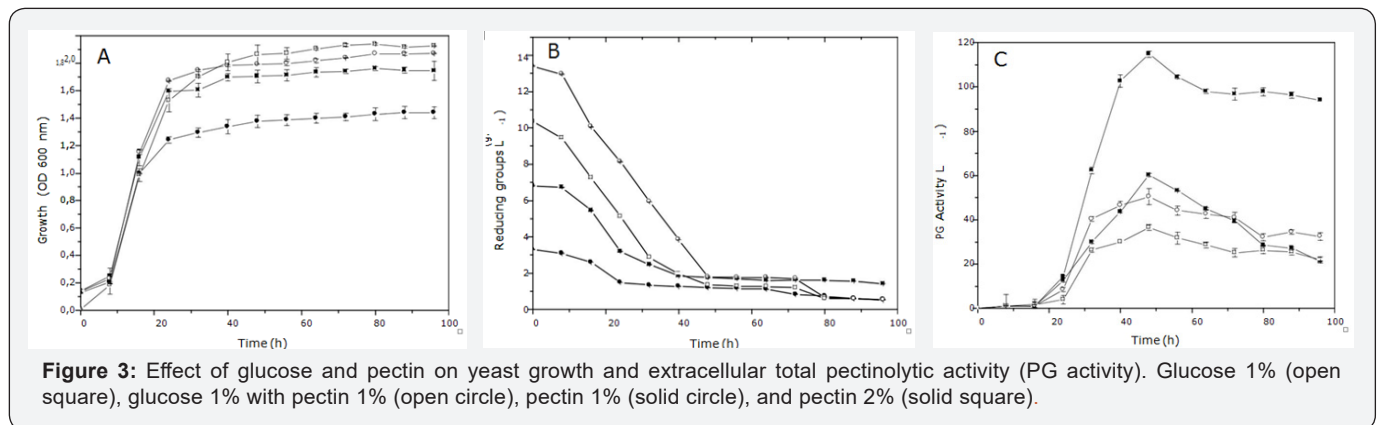 A
1,8 2,0
1,6
1,4
1,2
1,0
0,8
0,6
0,4
0,2
0,0
Growth (OD 600 nm)
0 20 40 60 80 100
Time (h)
B
14
12
10
8
6
4
2
0
Reducing groups L -1)
0 20 40 60 80 100
Time (h)
C
120
100
80
60
40
20
0
PG Activity L -1)
0 20 40 60 80 100
Time (h)
Figure 3: Effect of glucose and pectin on yeast growth and extracellular total pectinolytic activity (PG activity). Glucose 1% (open
square), glucose 1% with pectin 1% (open circle), pectin 1% (solid circle), and pectin 2% (solid square).